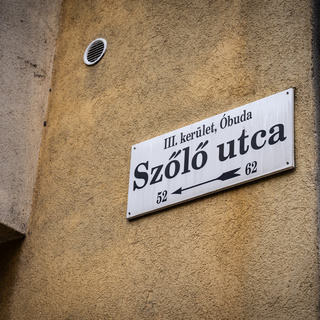 III. kerület, Óbuda
Szőlő utca
52 62